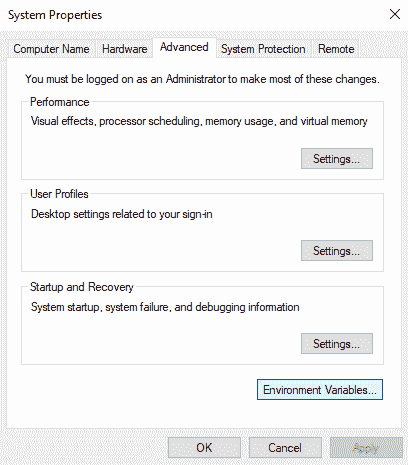 System Properties
Computer Name Hardware Advanced System Protection Remote
You must be logged on as an Administrator to make most of these changes.
Performance
Visual effects, processor scheduling, memory usage, and virtual memory
Settings...
User Profiles
Desktop settings related to your sign-in
Settings...
Startup and Recovery
System startup, system failure, and debugging information
Settings...
Environment Variables...
OK Cancel Apply